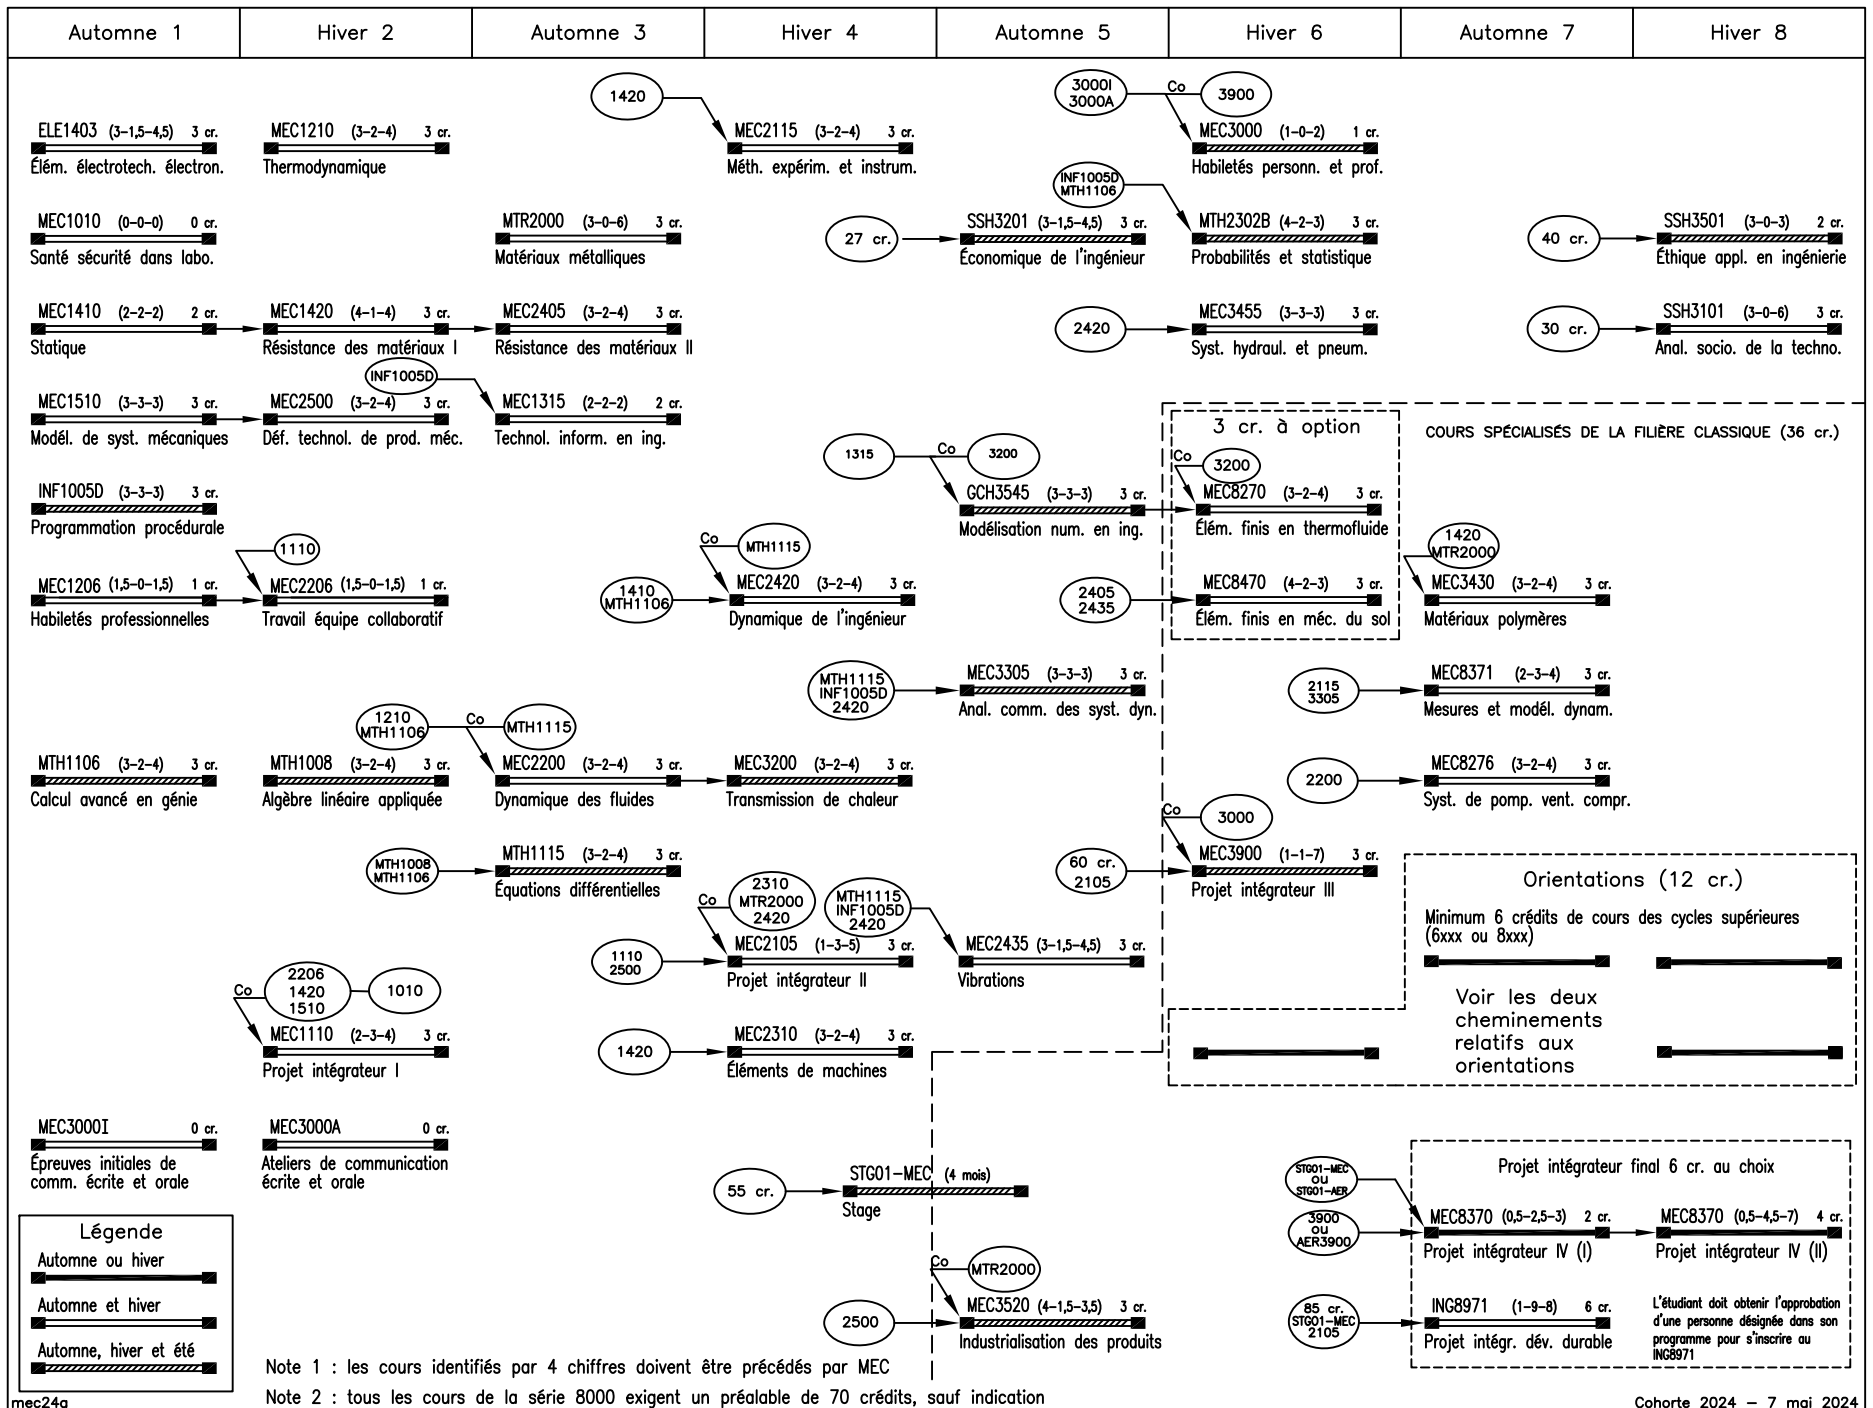 Automne 1
Hiver 2
Automne 3
Hiver 4
Automne 5
Hiver 6
Automne 7
Hiver 8
ELE1403 (3-1,5-4,5) 3 cr.
Élém. électrotech. électron.
MEC1010 (0-0-0) 0 cr.
Santé sécurité dans labo.
MEC1410 (2-2-2) 2 cr.
Statique
MEC1510 (3-3-3) 3 cr.
Modél. de syst. mécaniques
INF1005D (3-3-3) 3 cr.
Programmation procédurale
MEC1206 (1,5-0-1,5) 1 cr.
Habiletés professionnelles
MTH1106 (3-2-4) 3 cr.
Calcul avancé en génie
MEC3000I 0 cr.
Épreuves initiales de
comm. écrite et orale
Légende
Automne ou hiver
Automne et hiver
Automne, hiver et été
mec24a
MEC1210 (3-2-4) 3 cr.
Thermodynamique
MEC1420 (4-1-4) 3 cr.
Résistance des matériaux I
MEC2500 (3-2-4) 3 cr.
Déf. technol. de prod. méc.
1110
MEC2206 (1,5-0-1,5) 1 cr.
Travail équipe collaboratif
MTH1008 (3-2-4) 3 cr.
Algèbre linéaire appliquée
Co
2206
1420
1510
1010
MEC1110 (2-3-4) 3 cr.
Projet intégrateur I
MEC3000A 0 cr.
Ateliers de communication
écrite et orale
MTR2000 (3-0-6) 3 cr.
Matériaux métalliques
MEC2405 (3-2-4) 3 cr.
Résistance des matériaux II
INF1005D
MEC1315 (2-2-2) 2 cr.
Technol. inform. en ing.
1210
MTH1106
Co
MTH1115
MEC2200 (3-2-4) 3 cr.
Dynamique des fluides
MTH1008
MTH1106
MTH1115 (3-2-4) 3 cr.
Équations différentielles
1420
MEC2115 (3-2-4) 3 cr.
Méth. expérim. et instrum.
Co
MTH1115
1410
MTH1106
MEC2420 (3-2-4) 3 cr.
Dynamique de l'ingénieur
MEC3200 (3-2-4) 3 cr.
Transmission de chaleur
Co
2310
MTR2000
2420
1110
2500
MEC2105 (1-3-5) 3 cr.
Projet intégrateur II
1420
MEC2310 (3-2-4) 3 cr.
Éléments de machines
55 cr.
STG01-MEC (4 mois)
Stage
27 cr.
SSH3201 (3-1,5-4,5) 3 cr.
Économique de l'ingénieur
1315
Co
3200
GCH3545 (3-3-3) 3 cr.
Modélisation num. en ing.
MTH1115
INF1005D
2420
MEC3305 (3-3-3) 3 cr.
Anal. comm. des syst. dyn.
MTH1115
INF1005D
2420
MEC2435 (3-1,5-4,5) 3 cr.
Vibrations
Co
MTR2000
2500
MEC3520 (4-1,5-3,5) 3 cr.
Industrialisation des produits
3000I
3000A
Co
3900
MEC3000 (1-0-2) 1 cr.
Habiletés personn. et prof.
INF1005D
MTH1106
MTH2302B (4-2-3) 3 cr.
Probabilités et statistique
2420
MEC3455 (3-3-3) 3 cr.
Syst. hydraul. et pneum.
3 cr. à option
Co
3200
MEC8270 (3-2-4) 3 cr.
Élém. finis en thermofluide
2405
2435
MEC8470 (4-2-3) 3 cr.
Élém. finis en méc. du sol
Co
3000
60 cr.
2105
MEC3900 (1-1-7) 3 cr.
Projet intégrateur III
COURS SPÉCIALISÉS DE LA FILIÈRE CLASSIQUE (36 cr.)
1420
MTR2000
MEC3430 (3-2-4) 3 cr.
Matériaux polymères
2115
3305
MEC8371 (2-3-4) 3 cr.
Mesures et modél. dynam.
2200
MEC8276 (3-2-4) 3 cr.
Syst. de pomp. vent. compr.
40 cr.
SSH3501 (3-0-3) 2 cr.
Éthique appl. en ingénierie
30 cr.
SSH3101 (3-0-6) 3 cr.
Anal. socio. de la techno.
Orientations (12 cr.)
Minimum 6 crédits de cours des cycles supérieures
(6xxx ou 8xxx)
Voir les deux
cheminements
relatifs aux
orientations
Projet intégrateur final 6 cr. au choix
STG01-MEC
ou
STG01-AER
3900
ou
AER3900
MEC8370 (0,5-2,5-3) 2 cr.
Projet intégrateur IV (I)
MEC8370 (0,5-4,5-7) 4 cr.
Projet intégrateur IV (II)
85 cr.
STG01-MEC
2105
ING8971 (1-9-8) 6 cr.
Projet intégr. dév. durable
L'étudiant doit obtenir l'approbation
d'une personne désignée dans son
programme pour s'inscrire au
ING8971
Note 1 : les cours identifiés par 4 chiffres doivent être précédés par MEC
Note 2 : tous les cours de la série 8000 exigent un préalable de 70 crédits, sauf indication
Cohorte 2024 – 7 mai 2024